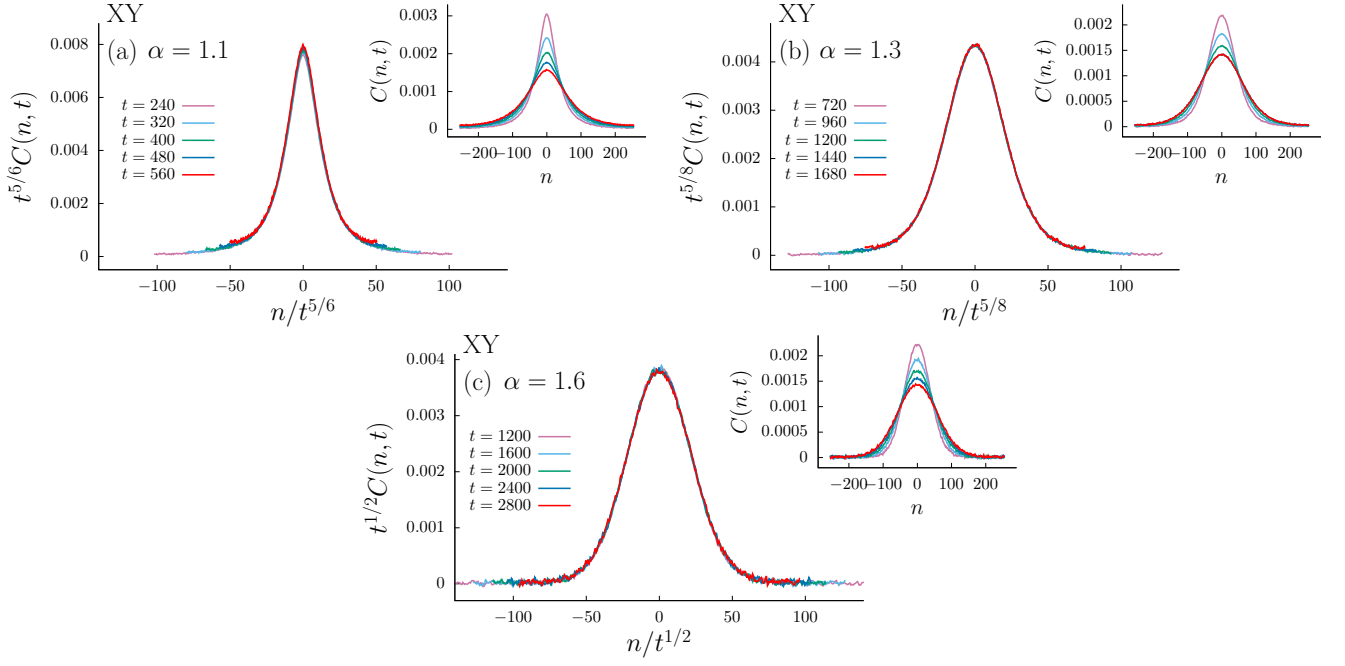 XY
(a) α = 1.1
t^{5/6}C(n, t)
0.008
0.006
0.004
0.002
0
t = 240
t = 320
t = 400
t = 480
t = 560
−100 −50 0 50 100
n/t^{5/6}
C(n, t)
0.003
0.002
0.001
0
−200 −100 0 100 200
n
XY
(b) α = 1.3
t^{5/8}C(n, t)
0.004
0.003
0.002
0.001
0
t = 720
t = 960
t = 1200
t = 1440
t = 1680
−100 −50 0 50 100
n/t^{5/8}
C(n, t)
0.002
0.0015
0.001
0.0005
0
−200 −100 0 100 200
n
XY
(c) α = 1.6
t^{1/2}C(n, t)
0.004
0.003
0.002
0.001
0
t = 1200
t = 1600
t = 2000
t = 2400
t = 2800
−100 −50 0 50 100
n/t^{1/2}
C(n, t)
0.002
0.0015
0.001
0.0005
0
−200 −100 0 100 200
n